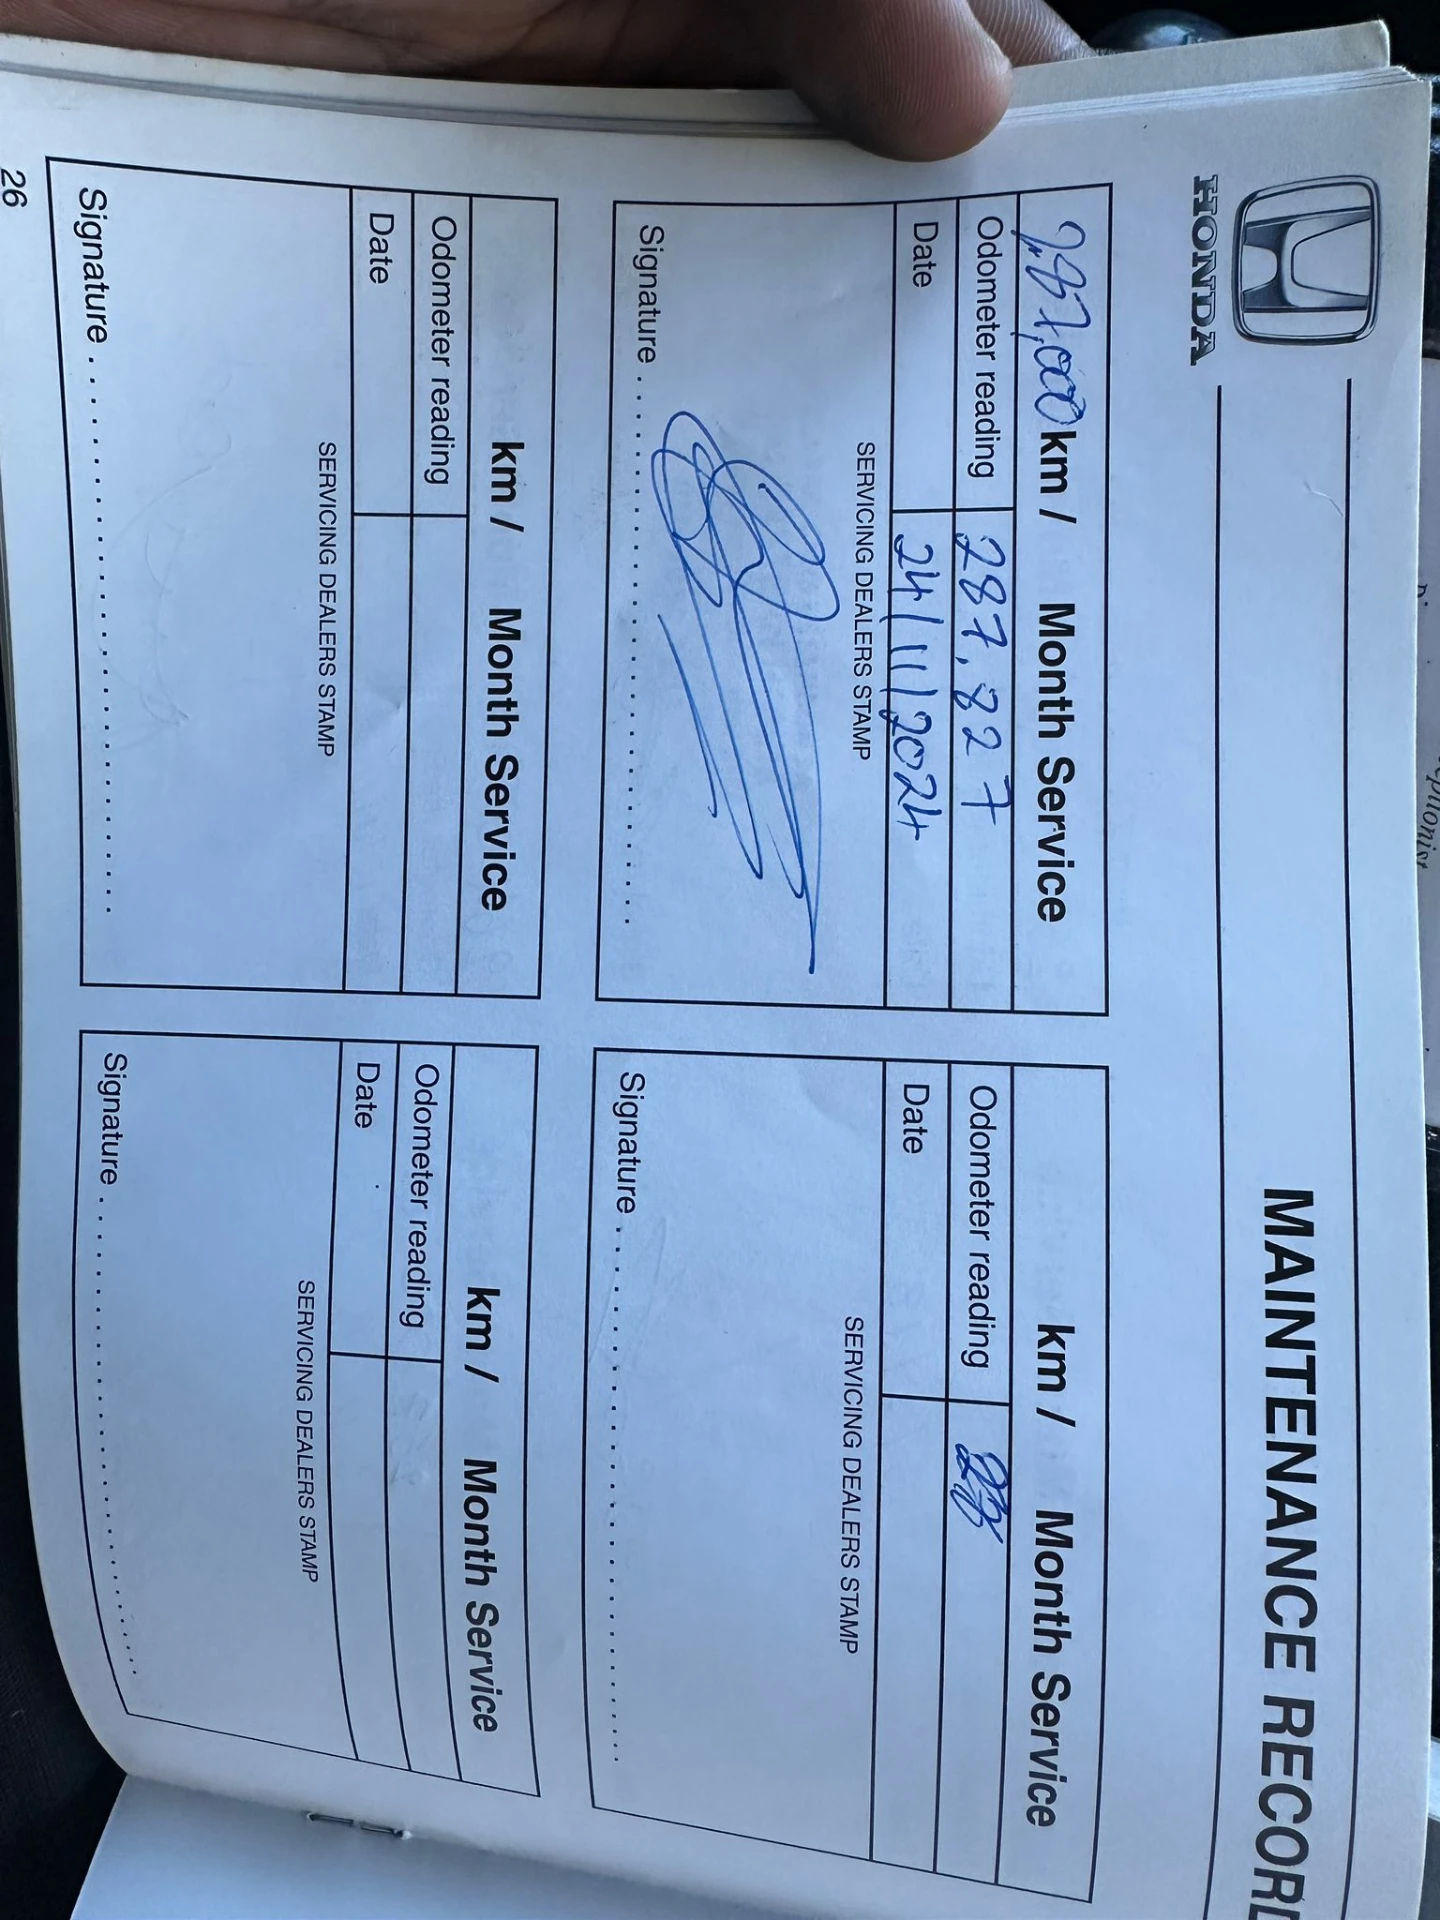 HONDA
MAINTENANCE RECORD
287,000 km / Month Service
Odometer reading 287,827
Date 24/11/2024
SERVICING DEALERS STAMP
Signature
km / Month Service
Odometer reading
Date
SERVICING DEALERS STAMP
Signature
km / Month Service
Odometer reading
Date
SERVICING DEALERS STAMP
Signature
km / Month Service
Odometer reading
Date
SERVICING DEALERS STAMP
Signature
26